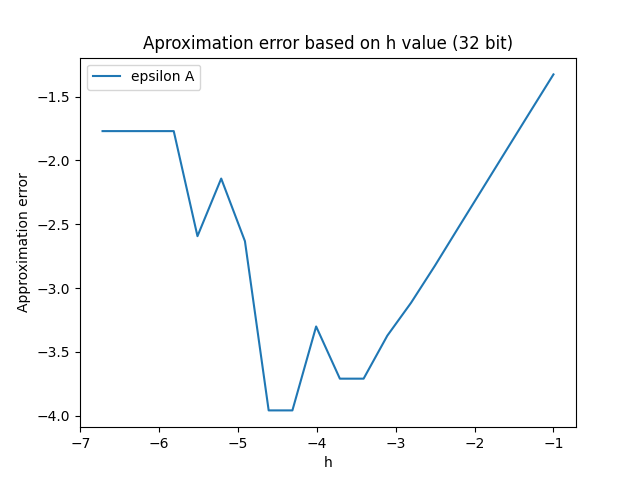 Aproximation error based on h value (32 bit)
epsilon A
Approximation error
−1.5
−2.0
−2.5
−3.0
−3.5
−4.0
−7 −6 −5 −4 −3 −2 −1
h